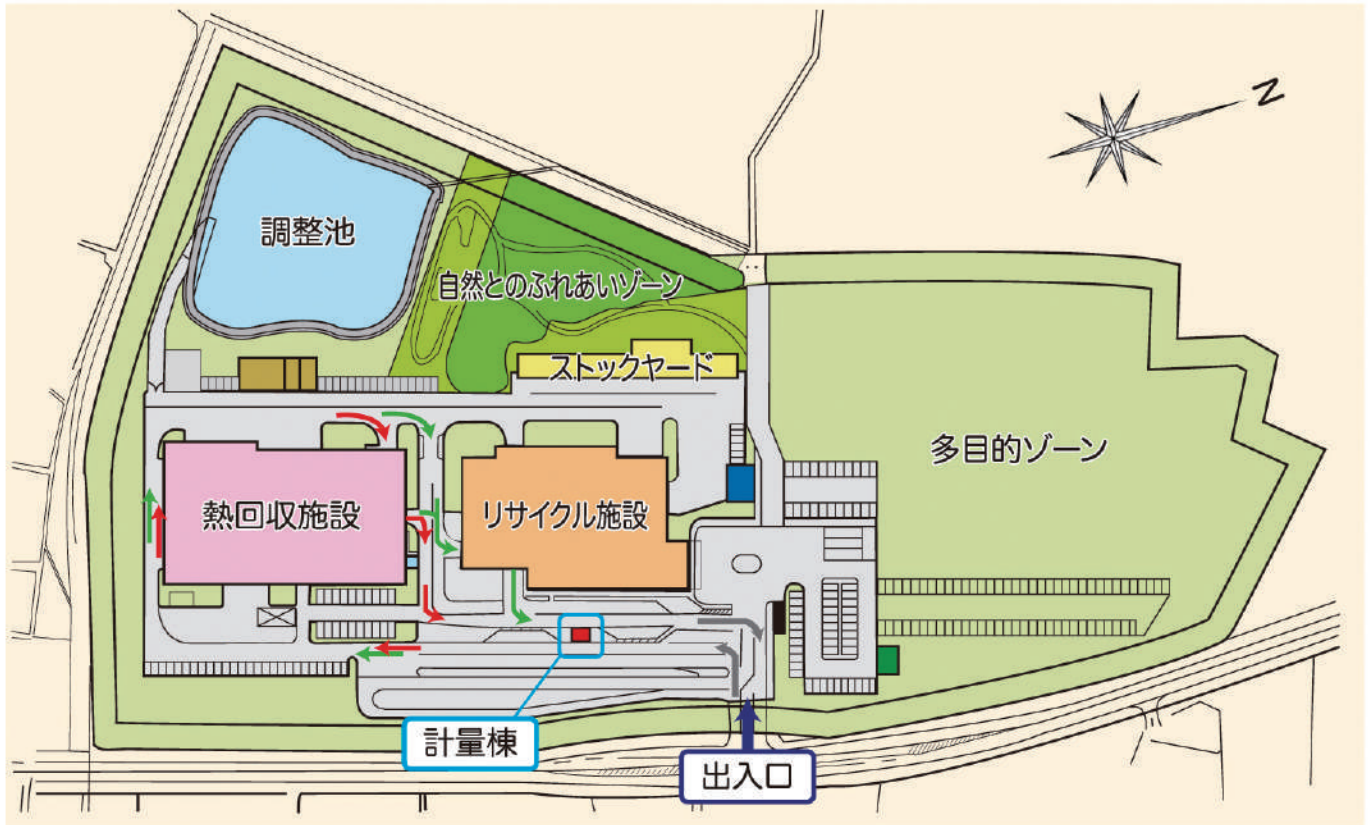 N
調整池
自然とのふれあいゾーン
ストックヤード
多目的ゾーン
熱回収施設
リサイクル施設
計量棟
出入口